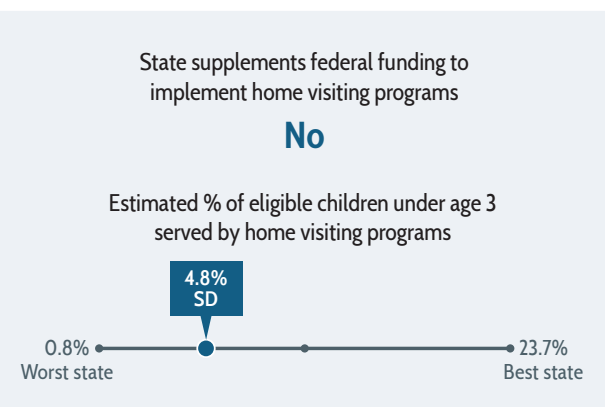 State supplements federal funding to
implement home visiting programs
No
Estimated % of eligible children under age 3
served by home visiting programs
4.8%
SD
0.8%
Worst state
23.7%
Best state